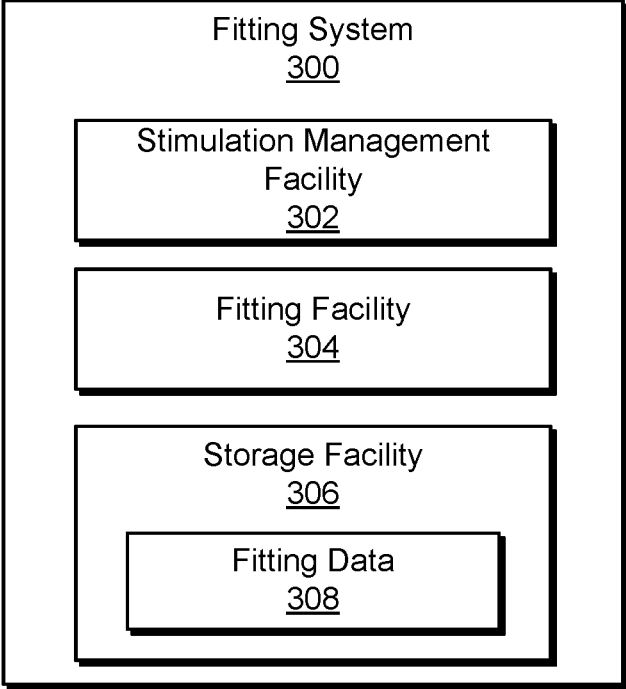 Fitting System
300
Stimulation Management
Facility
302
Fitting Facility
304
Storage Facility
306
Fitting Data
308